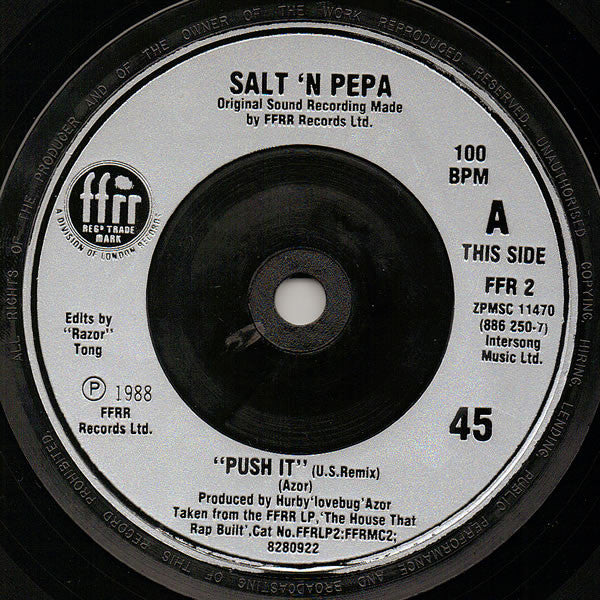 ALL RIGHTS OF THE PRODUCER AND OF THE OWNER OF THE WORK REPRODUCED RESERVED. UNAUTHORISED COPYING, HIRING, LENDING, PUBLIC PERFORMANCE AND BROADCASTING OF THIS RECORD PROHIBITED.
SALT 'N PEPA
Original Sound Recording Made
by FFRR Records Ltd.
100
BPM
A
THIS SIDE
FFR 2
ZPMSC 11470
(886 250-7)
Intersong
Music Ltd.
ffrr
REGD TRADE
MARK
A DIVISION OF LONDON RECORDS
Edits by
"Razor"
Tong
Ⓟ 1988
FFRR
Records Ltd.
45
"PUSH IT" (U.S.Remix)
(Azor)
Produced by Hurby'lovebug'Azor
Taken from the FFRR LP,'The House That
Rap Built',Cat No.FFRLP2:FFRMC2;
8280922